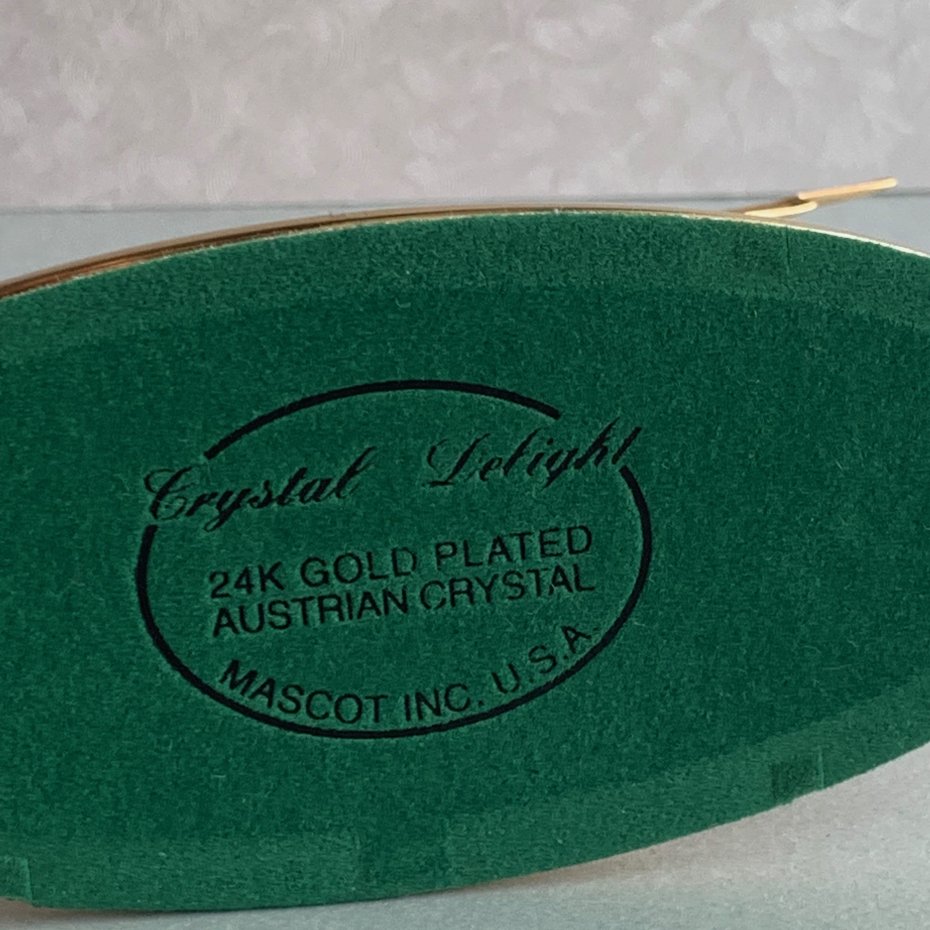 Crystal Delight
24K GOLD PLATED
AUSTRIAN CRYSTAL
MASCOT INC. U.S.A.